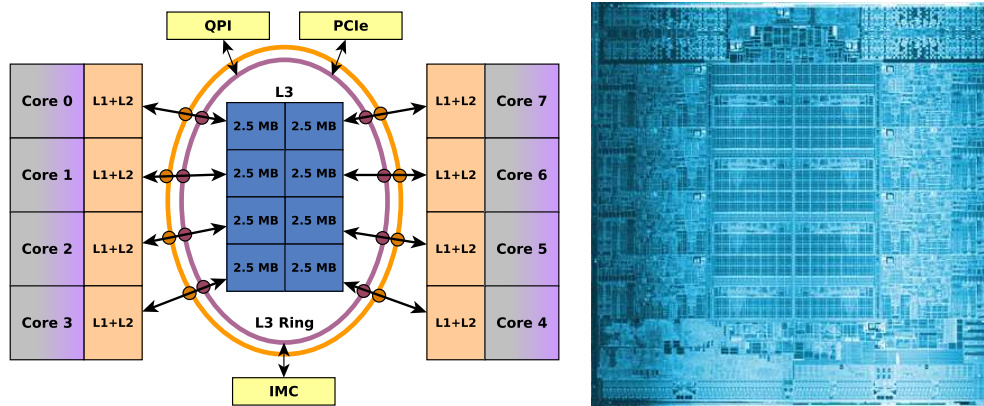 QPI
PCIe
L3
Core 0
L1+L2
2.5 MB
2.5 MB
L1+L2
Core 7
Core 1
L1+L2
2.5 MB
2.5 MB
L1+L2
Core 6
Core 2
L1+L2
2.5 MB
2.5 MB
L1+L2
Core 5
Core 3
L1+L2
2.5 MB
2.5 MB
L1+L2
Core 4
L3 Ring
IMC